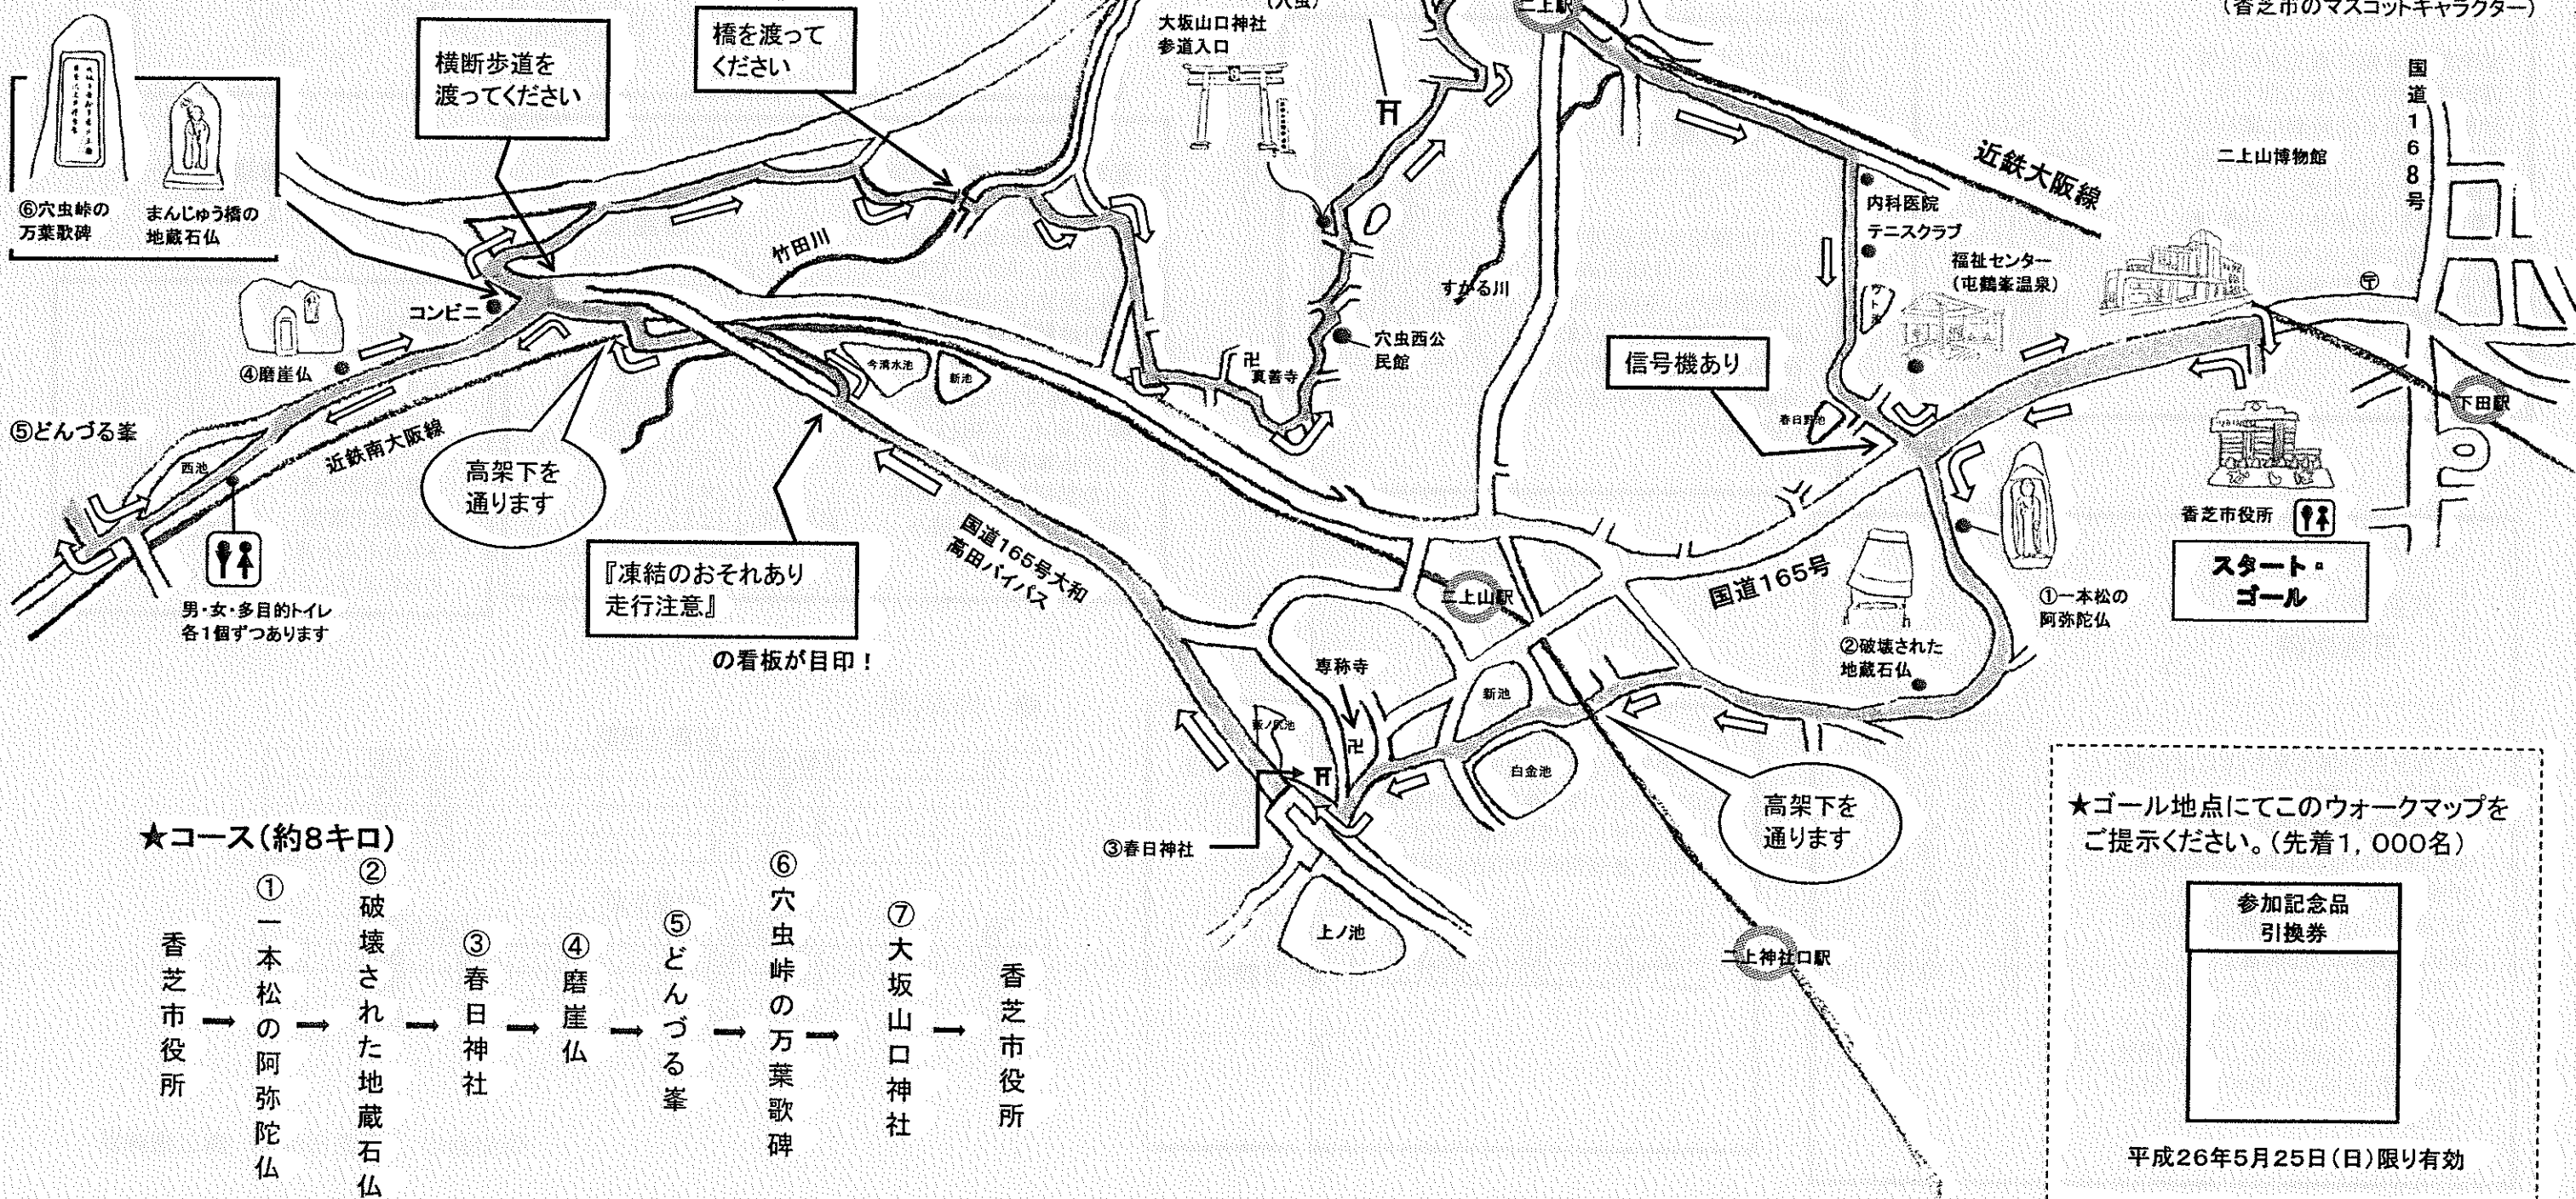 (穴虫)
二上駅
(香芝市のマスコットキャラクター)
大坂山口神社
参道入口
橋を渡って
ください
横断歩道を
渡ってください
⑥穴虫峠の
万葉歌碑
まんじゅう橋の
地蔵石仏
国道168号
近鉄大阪線
二上山博物館
内科医院
テニスクラブ
福祉センター
(屯鶴峯温泉)
竹田川
すがる川
コンビニ
④磨崖仏
今清水池
新池
卍
真善寺
穴虫西公
民館
信号機あり
春日野池
下田駅
⑤どんづる峯
西池
近鉄南大阪線
高架下を
通ります
香芝市役所
スタート・
ゴール
男・女・多目的トイレ
各1個ずつあります
『凍結のおそれあり
走行注意』
の看板が目印!
国道165号大和
高田バイパス
二上山駅
国道165号
①一本松の
阿弥陀仏
②破壊された
地蔵石仏
専称寺
卍
新池
白金池
高架下を
通ります
③春日神社
上ノ池
二上神社口駅
★コース(約8キロ)
香芝市役所
→
①一本松の阿弥陀仏
→
②破壊された地蔵石仏
→
③春日神社
→
④磨崖仏
→
⑤どんづる峯
→
⑥穴虫峠の万葉歌碑
→
⑦大坂山口神社
→
香芝市役所
★ゴール地点にてこのウォークマップを
ご提示ください。(先着1,000名)
参加記念品
引換券
平成26年5月25日(日)限り有効